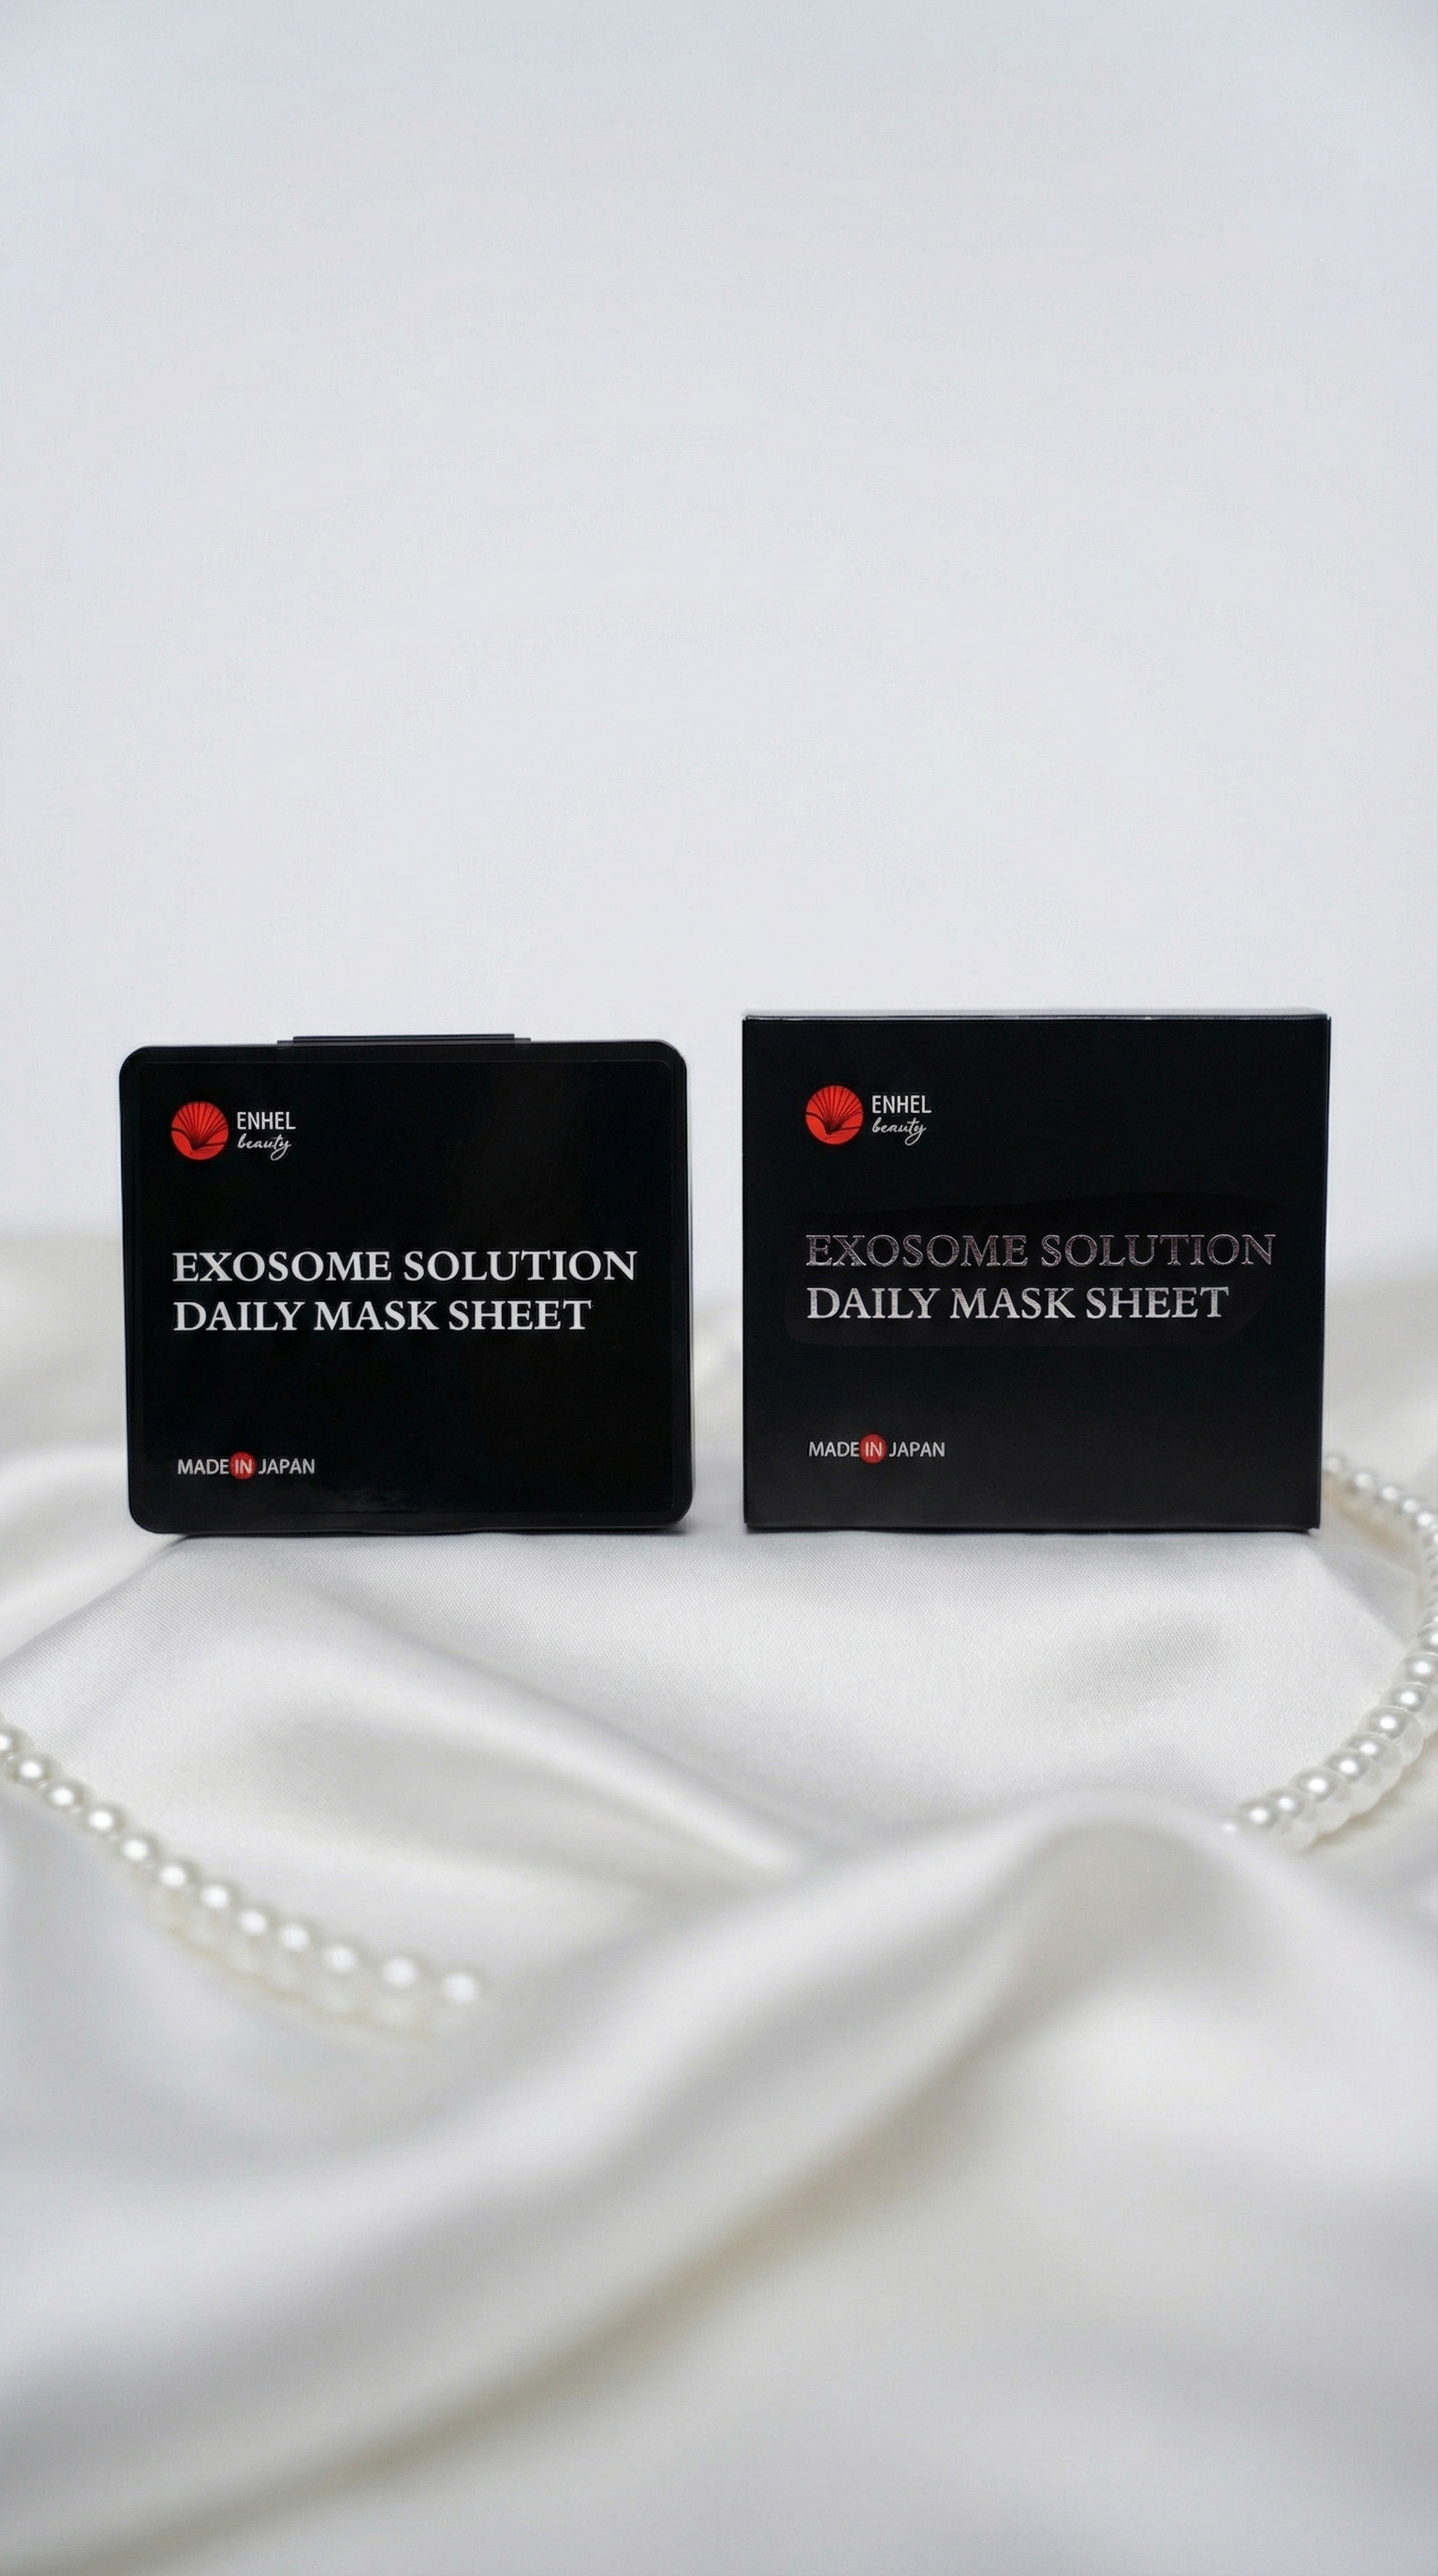 ENHEL
beauty
EXOSOME SOLUTION
DAILY MASK SHEET
MADE IN JAPAN
ENHEL
beauty
EXOSOME SOLUTION
DAILY MASK SHEET
MADE IN JAPAN